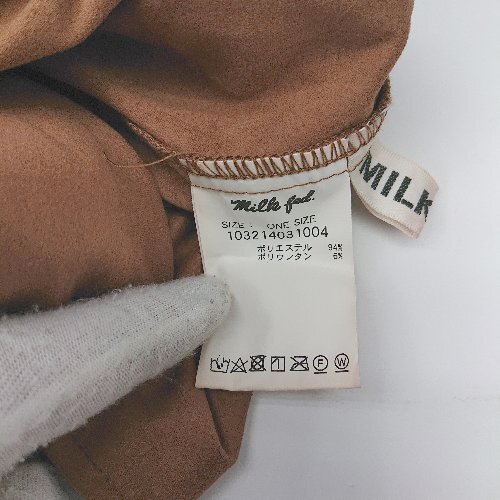 Milk fed.
SIZE : ONE SIZE
103214031004
ポリエステル 94%
ポリウレタン 6%
F W
MILK